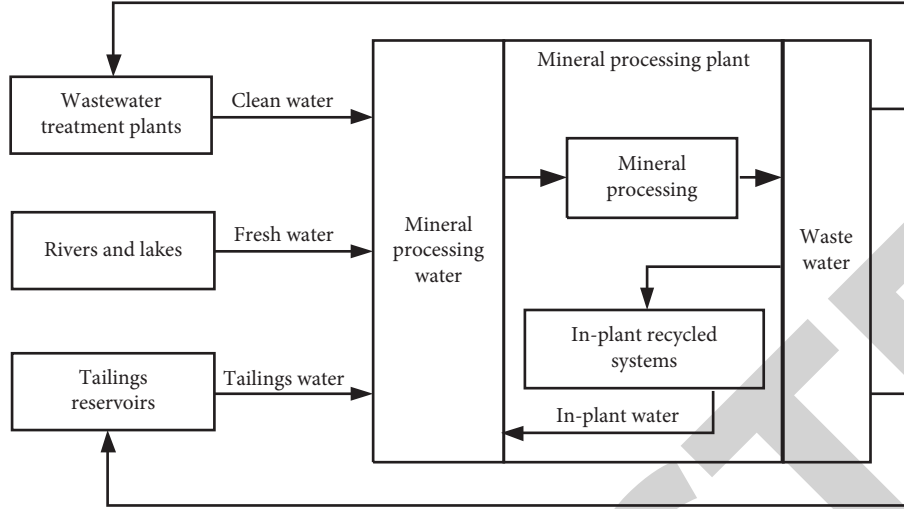 Mineral processing plant
Wastewater
treatment plants
Clean water
Mineral
processing
Rivers and lakes
Fresh water
Mineral
processing
water
Waste
water
In-plant recycled
systems
Tailings
reservoirs
Tailings water
In-plant water